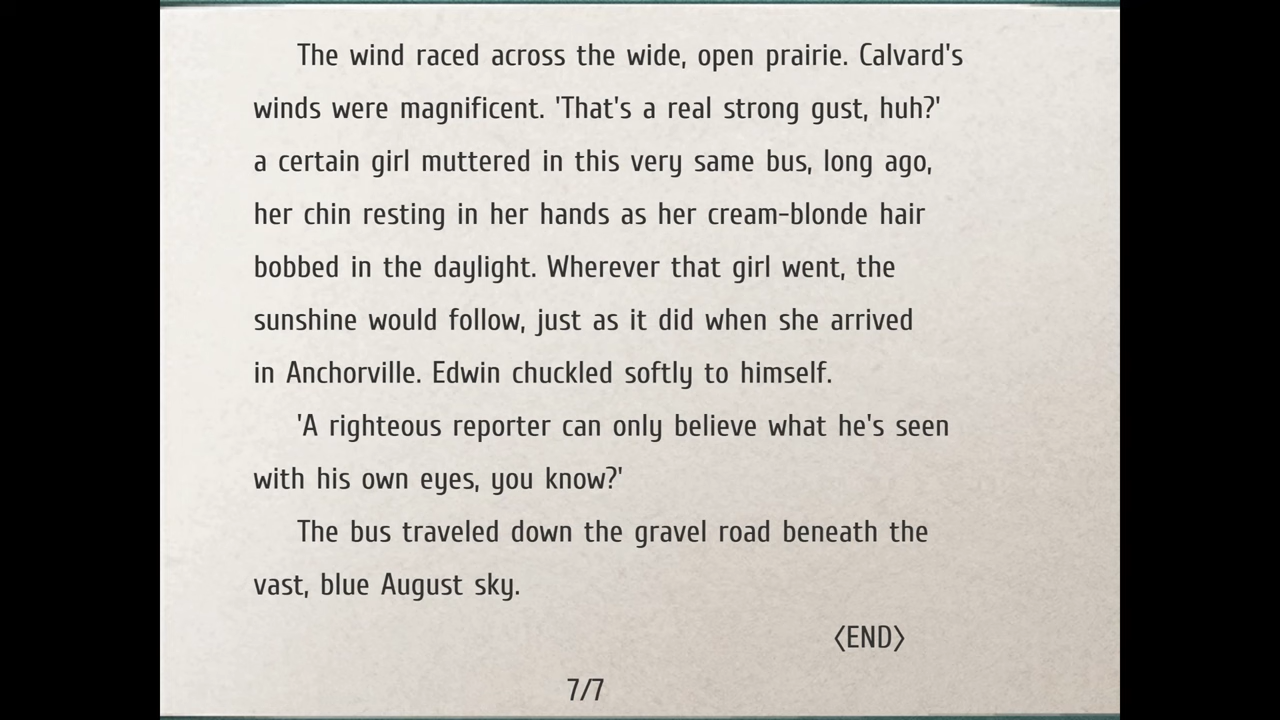 The wind raced across the wide, open prairie. Calvard's
winds were magnificent. 'That's a real strong gust, huh?'
a certain girl muttered in this very same bus, long ago,
her chin resting in her hands as her cream-blonde hair
bobbed in the daylight. Wherever that girl went, the
sunshine would follow, just as it did when she arrived
in Anchorville. Edwin chuckled softly to himself.
'A righteous reporter can only believe what he's seen
with his own eyes, you know?'
The bus traveled down the gravel road beneath the
vast, blue August sky.
〈END〉
7/7